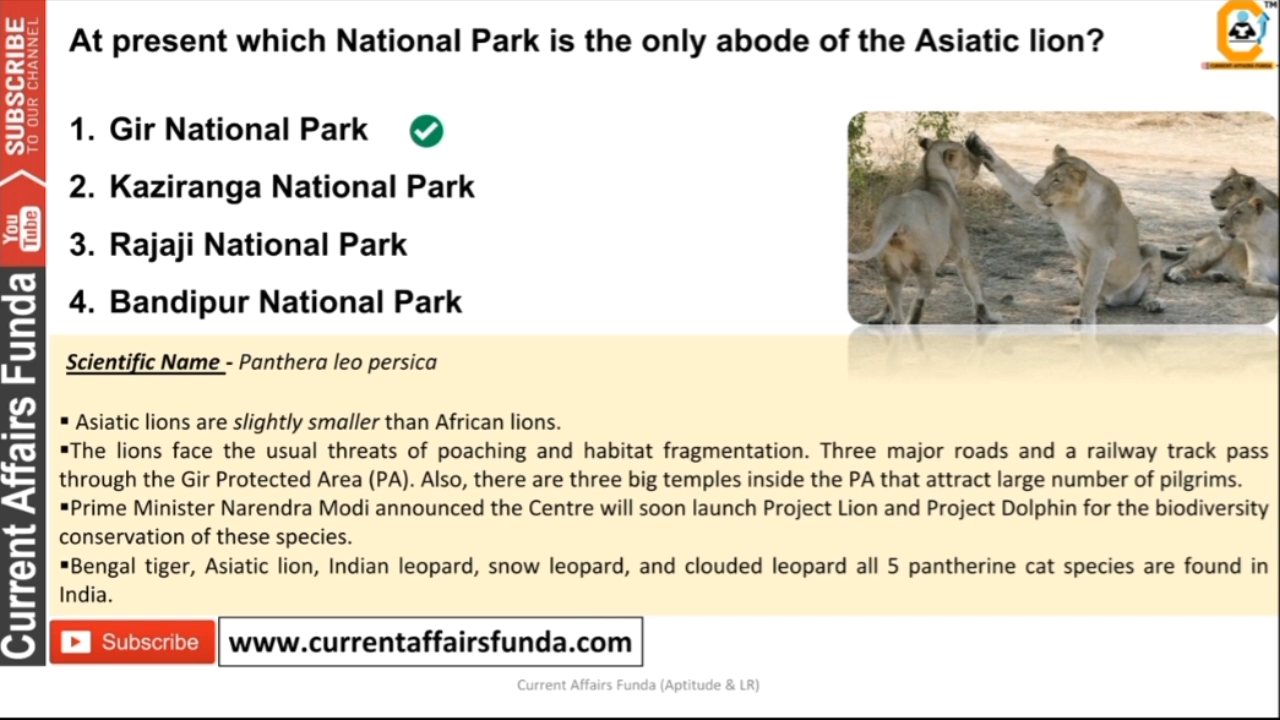 SUBSCRIBE
TO OUR CHANNEL
You
Tube
Current Affairs Funda
TM
CURRENT AFFAIRS FUNDA
At present which National Park is the only abode of the Asiatic lion?
1. Gir National Park
2. Kaziranga National Park
3. Rajaji National Park
4. Bandipur National Park
Scientific Name - Panthera leo persica
▪ Asiatic lions are slightly smaller than African lions.
▪The lions face the usual threats of poaching and habitat fragmentation. Three major roads and a railway track pass
through the Gir Protected Area (PA). Also, there are three big temples inside the PA that attract large number of pilgrims.
▪Prime Minister Narendra Modi announced the Centre will soon launch Project Lion and Project Dolphin for the biodiversity
conservation of these species.
▪Bengal tiger, Asiatic lion, Indian leopard, snow leopard, and clouded leopard all 5 pantherine cat species are found in
India.
Subscribe
www.currentaffairsfunda.com
Current Affairs Funda (Aptitude & LR)